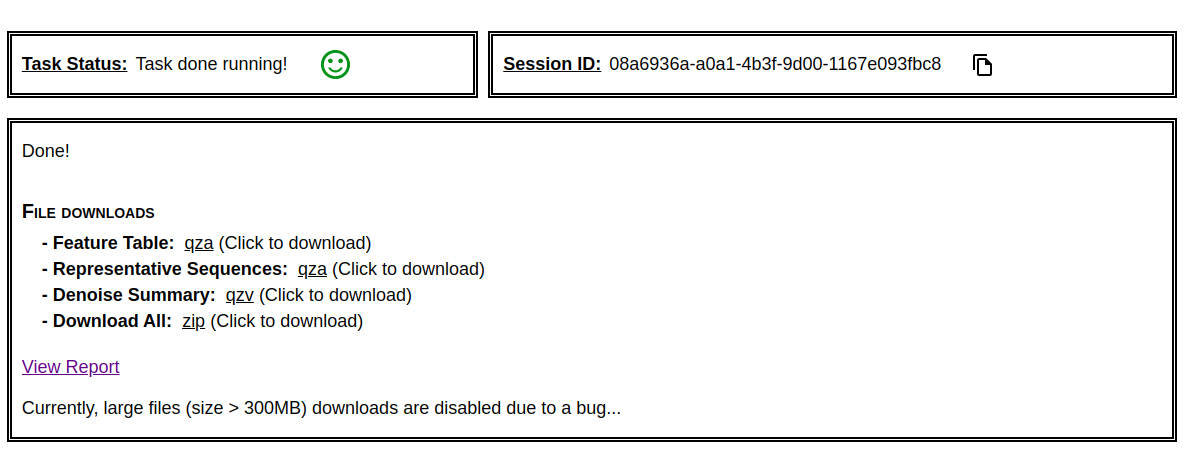 Task Status: Task done running!
Session ID: 08a6936a-a0a1-4b3f-9d00-1167e093fbc8
Done!
File downloads
- Feature Table: qza (Click to download)
- Representative Sequences: qza (Click to download)
- Denoise Summary: qzv (Click to download)
- Download All: zip (Click to download)
View Report
Currently, large files (size > 300MB) downloads are disabled due to a bug...